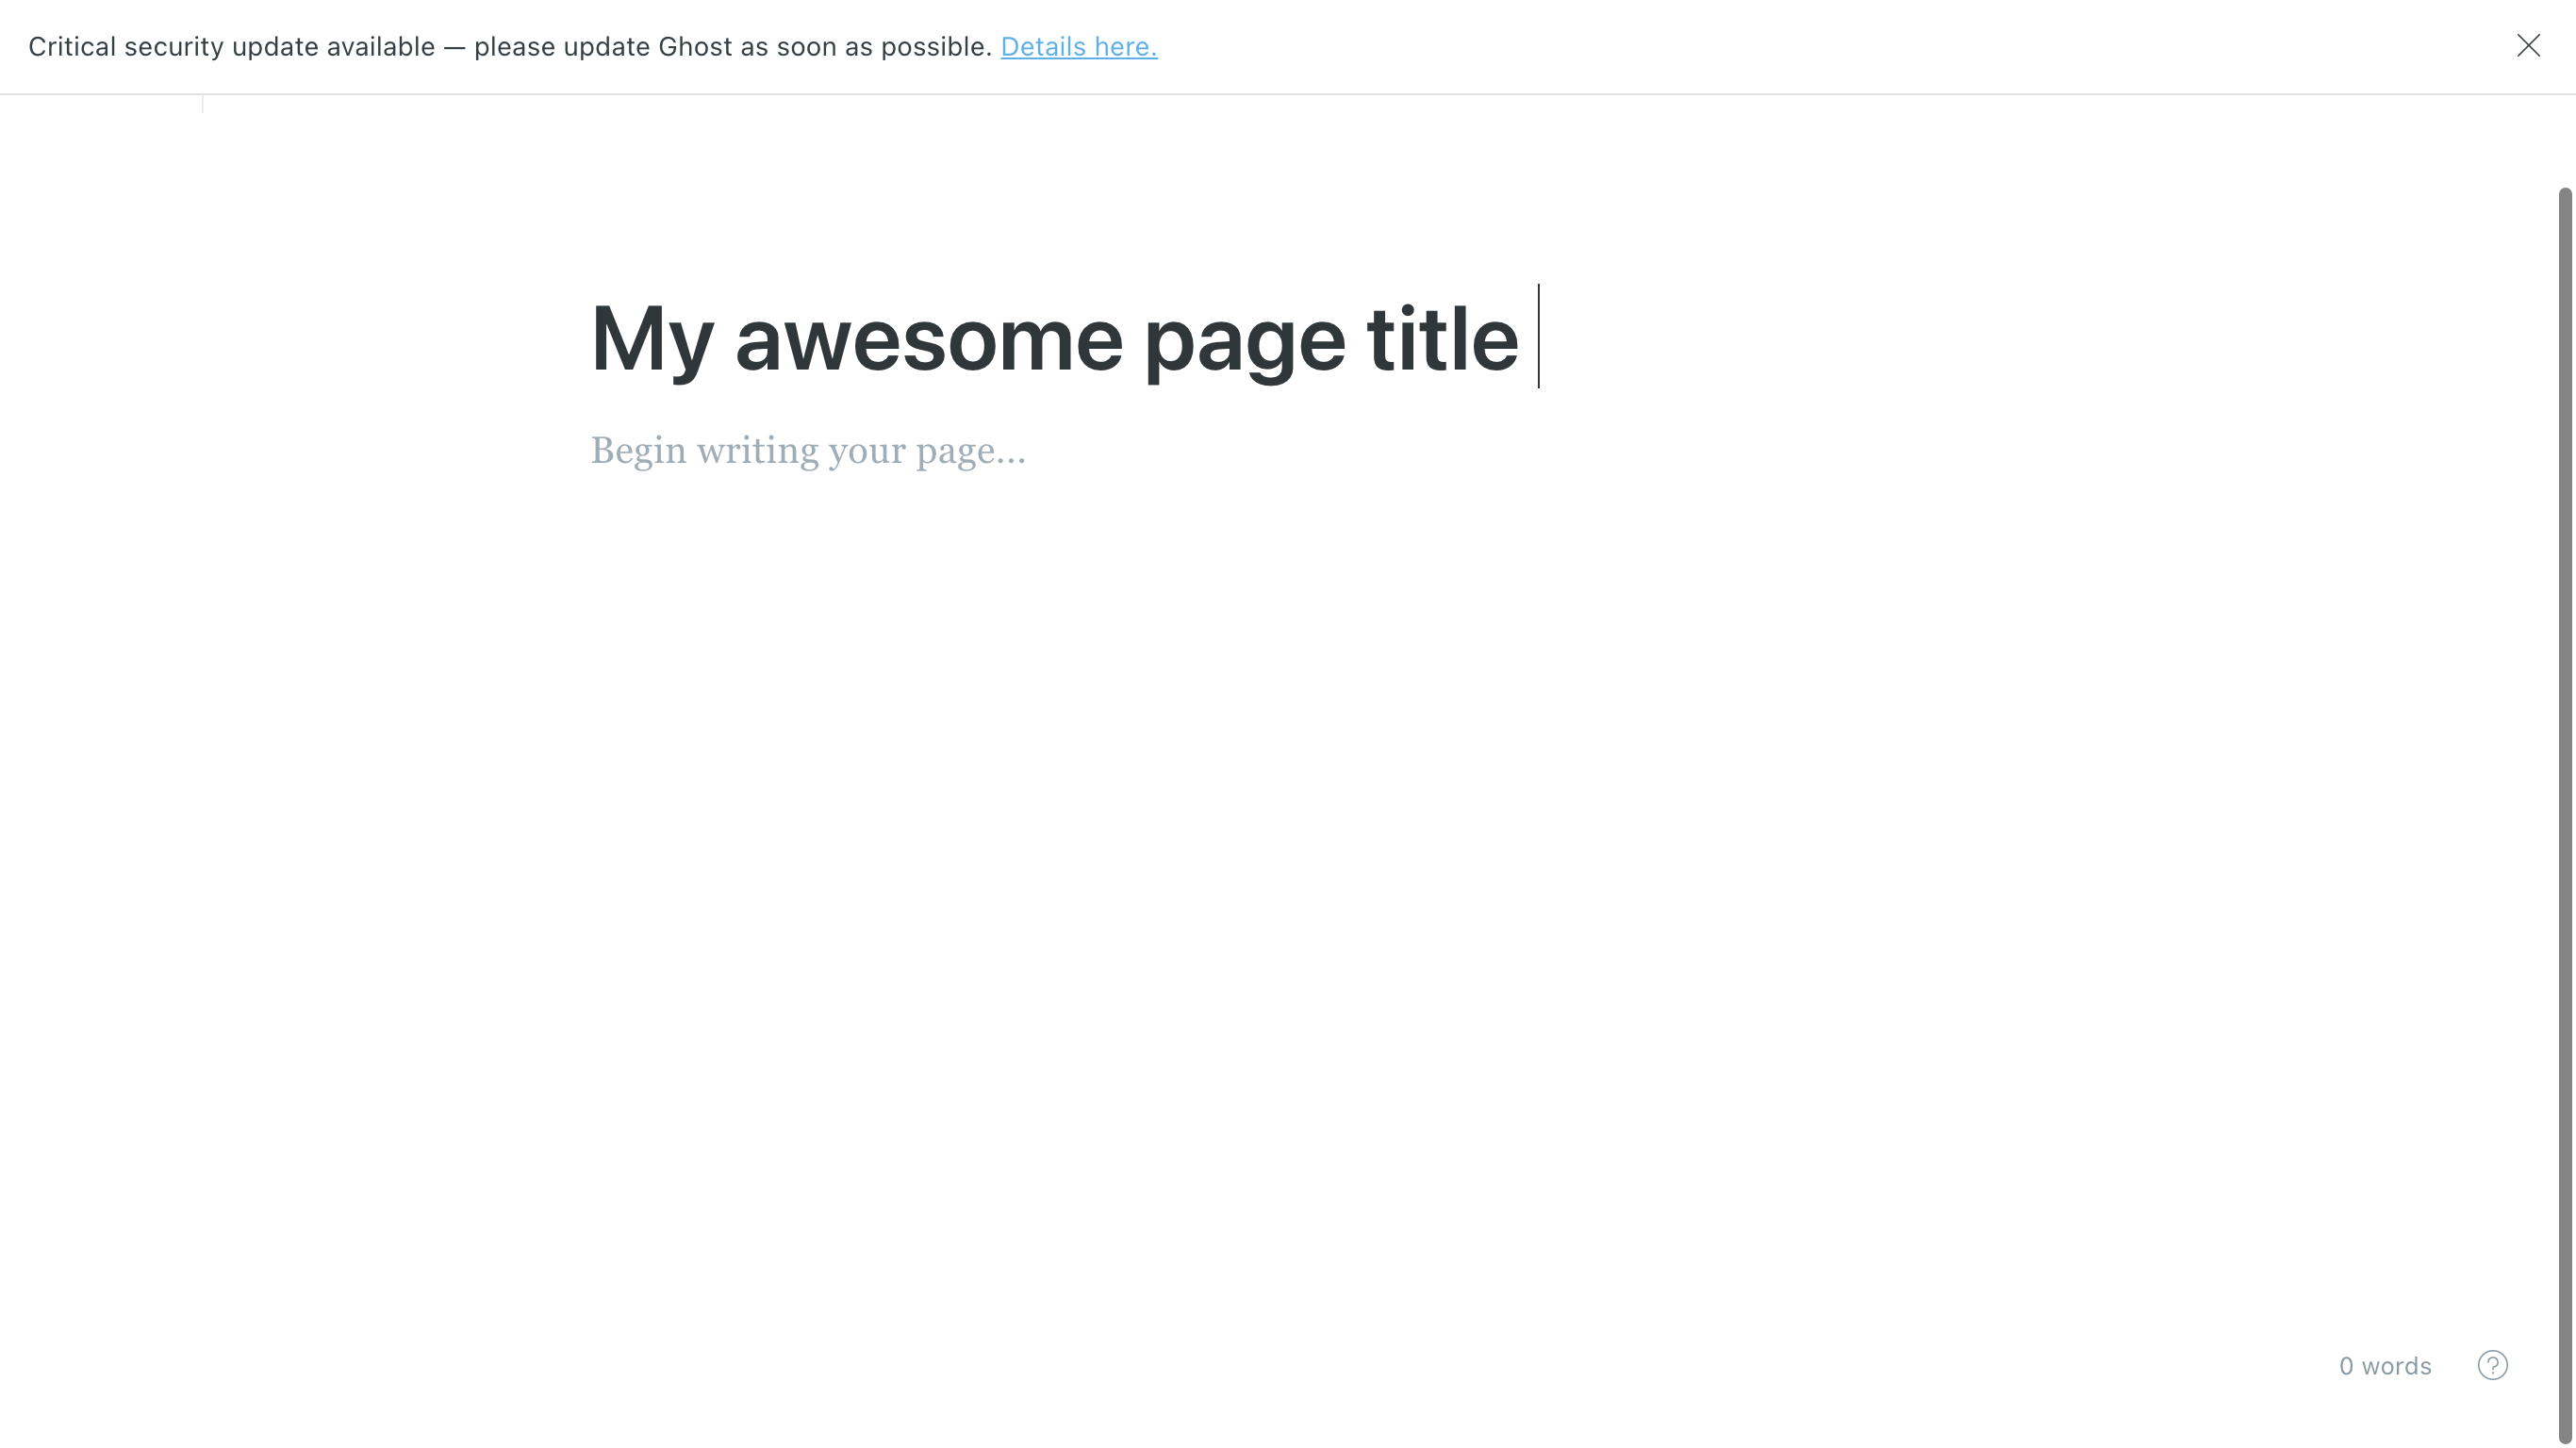 Critical security update available — please update Ghost as soon as possible. Details here.
My awesome page title
Begin writing your page...
0 words
?